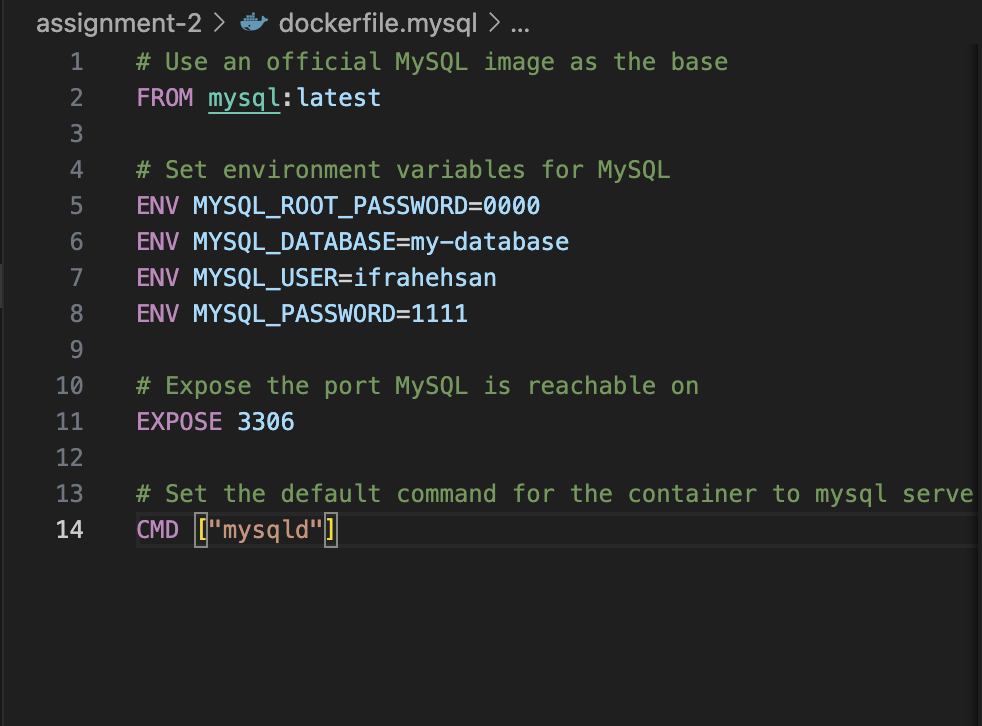 assignment-2 > dockerfile.mysql > ...
1 # Use an official MySQL image as the base
2 FROM mysql:latest
3
4 # Set environment variables for MySQL
5 ENV MYSQL_ROOT_PASSWORD=0000
6 ENV MYSQL_DATABASE=my-database
7 ENV MYSQL_USER=ifrahehsan
8 ENV MYSQL_PASSWORD=1111
9
10 # Expose the port MySQL is reachable on
11 EXPOSE 3306
12
13 # Set the default command for the container to mysql serve
14 CMD ["mysqld"]